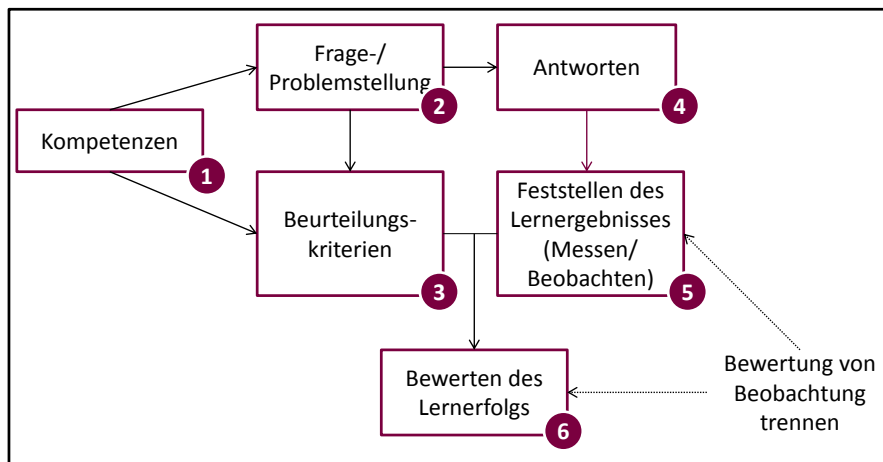 Frage-/
Problemstellung
2
Antworten
4
Kompetenzen
1
Beurteilungs-
kriterien
3
Feststellen des
Lernergebnisses
(Messen/
Beobachten)
5
Bewerten des
Lernerfolgs
6
Bewertung von
Beobachtung
trennen